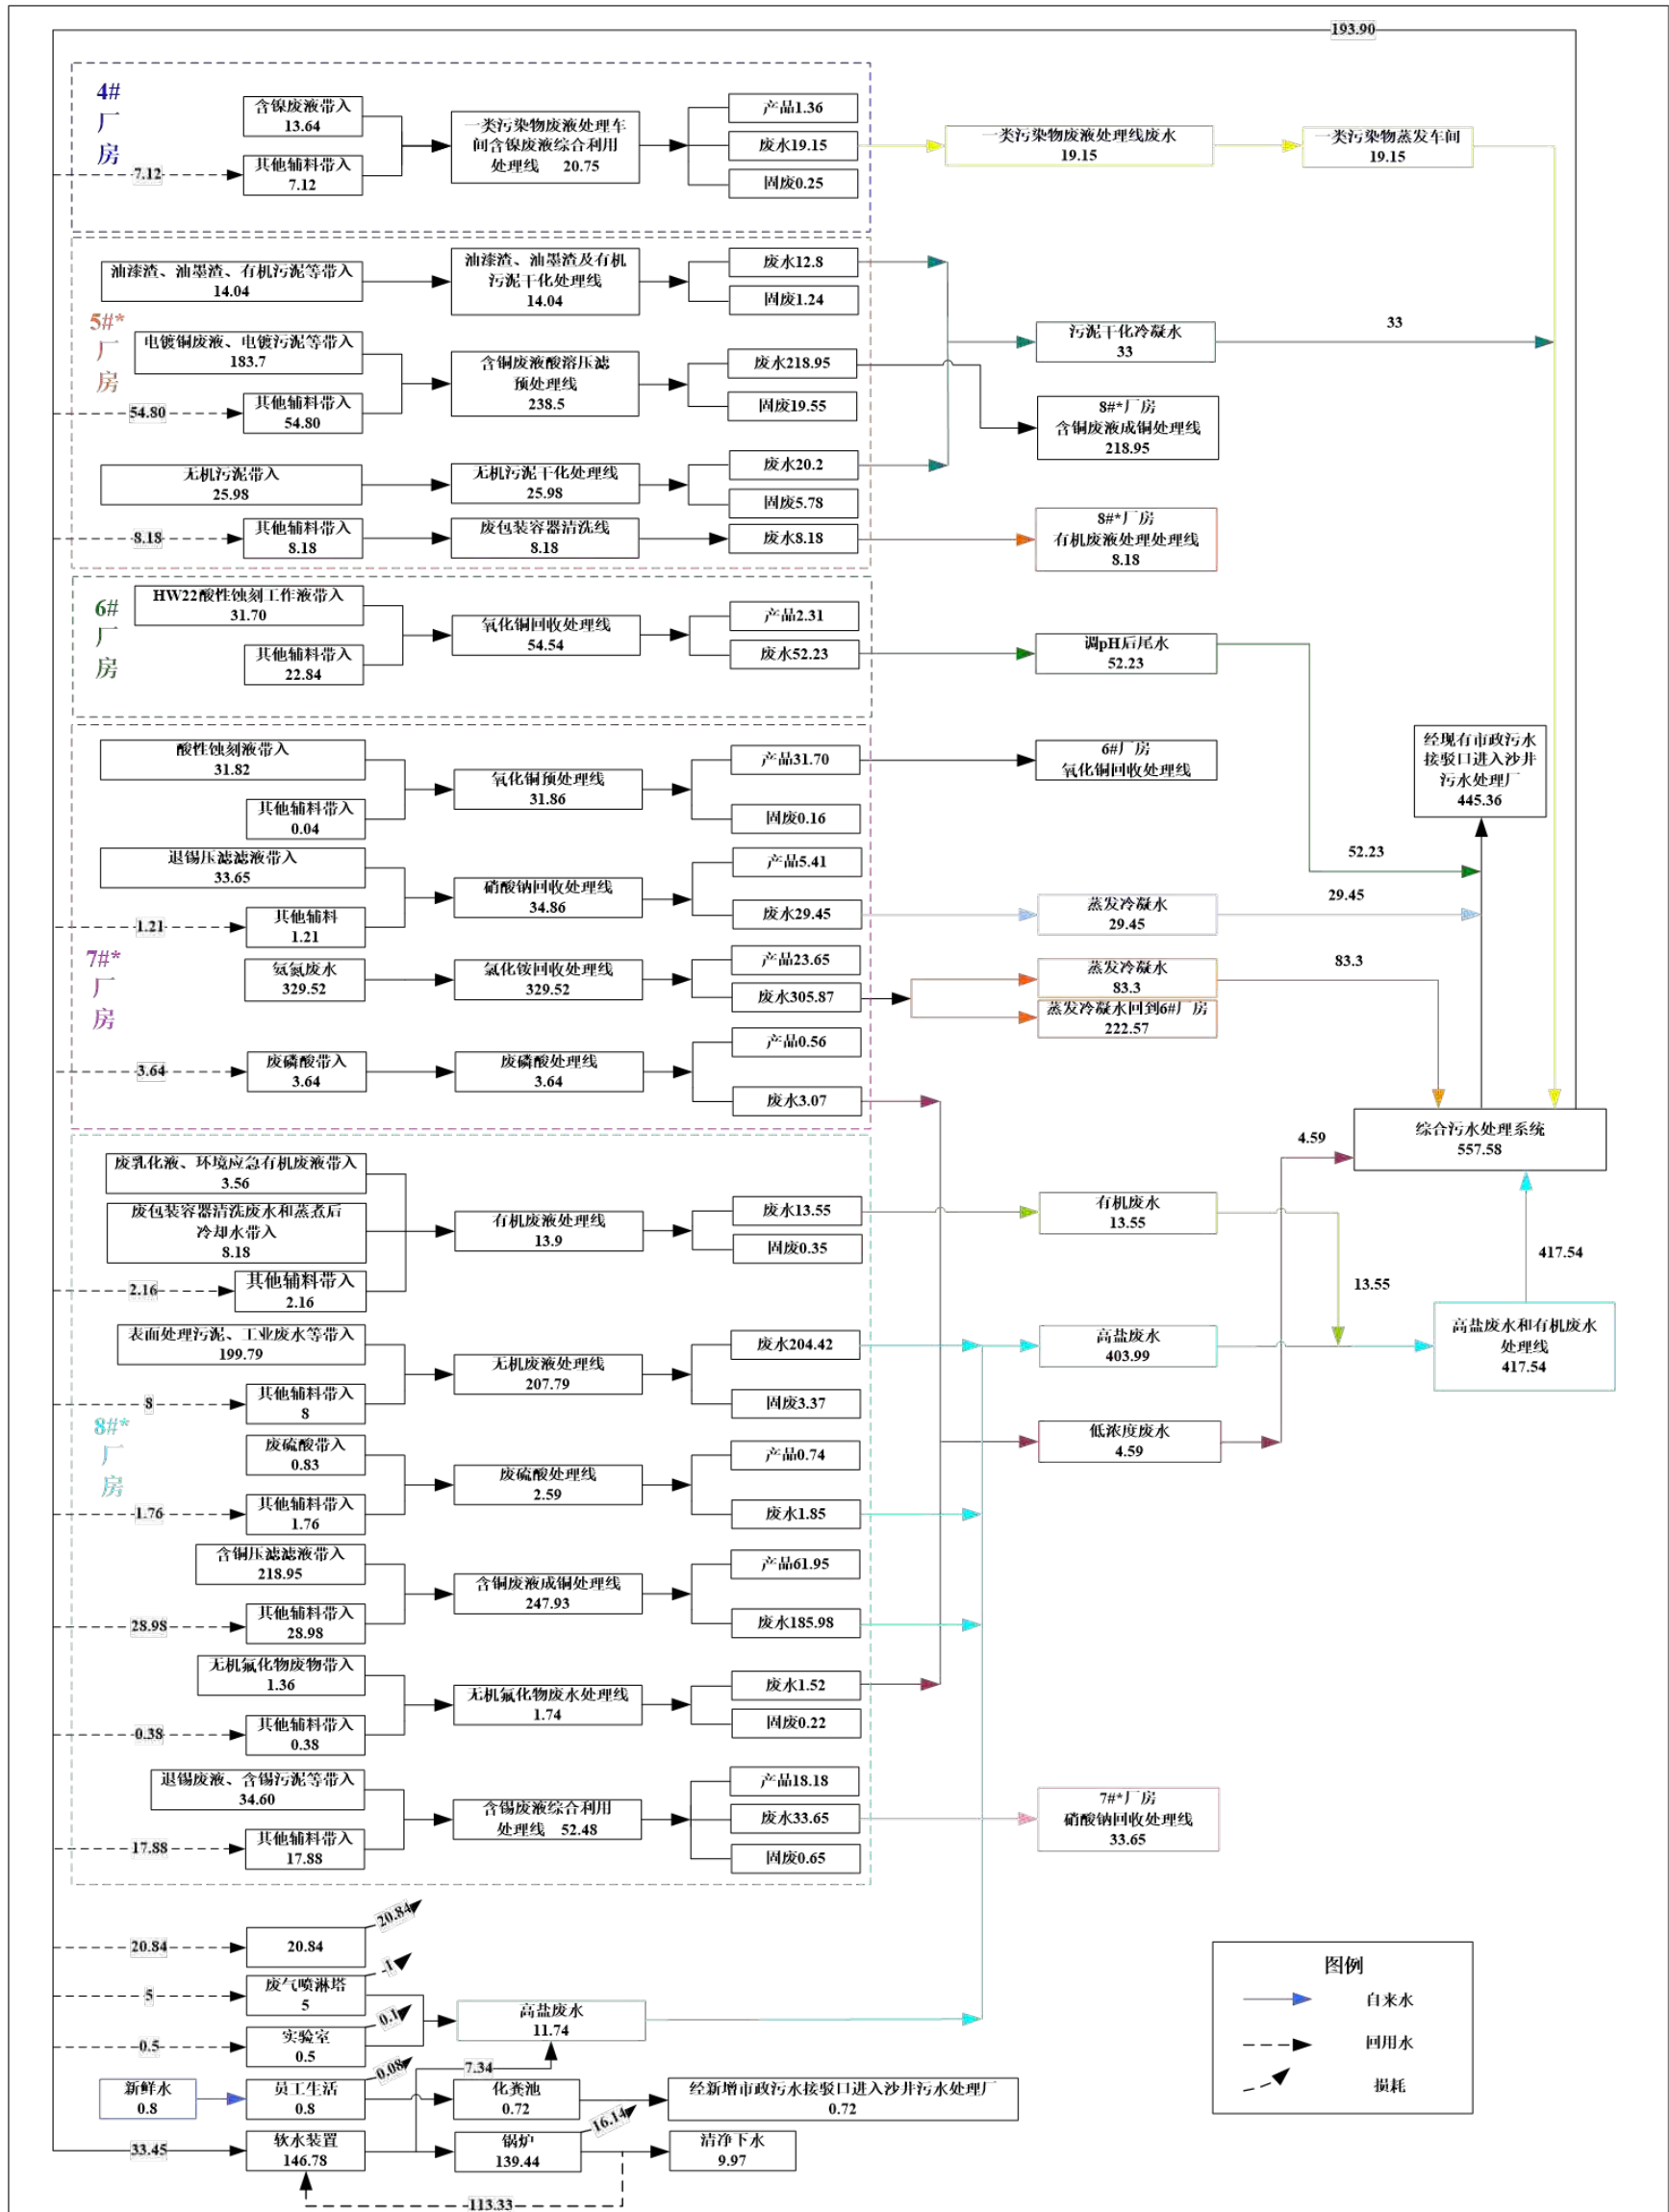 193.90
4#
厂
房
含镍废液带入
13.64
7.12
其他辅料带入
7.12
一类污染物废液处理车
间含镍废液综合利用
处理线 20.75
产品1.36
废水19.15
固废0.25
一类污染物废液处理线废水
19.15
一类污染物蒸发车间
19.15
5#*
厂
房
油漆渣、油墨渣、有机污泥等带入
14.04
油漆渣、油墨渣及有机
污泥干化处理线
14.04
废水12.8
固废1.24
电镀铜废液、电镀污泥等带入
183.7
54.80
其他辅料带入
54.80
含铜废液酸溶压滤
预处理线
238.5
废水218.95
固废19.55
污泥干化冷凝水
33
33
8#*厂房
含铜废液成铜处理线
218.95
无机污泥带入
25.98
无机污泥干化处理线
25.98
废水20.2
固废5.78
8.18
其他辅料带入
8.18
废包装容器清洗线
8.18
废水8.18
8#*厂房
有机废液处理处理线
8.18
6#
厂
房
HW22酸性蚀刻工作液带入
31.70
其他辅料带入
22.84
氧化铜回收处理线
54.54
产品2.31
废水52.23
调pH后尾水
52.23
7#*
厂
房
酸性蚀刻液带入
31.82
其他辅料带入
0.04
氧化铜预处理线
31.86
产品31.70
固废0.16
6#厂房
氧化铜回收处理线
经现有市政污水
接驳口进入沙井
污水处理厂
445.36
52.23
退锡压滤滤液带入
33.65
1.21
其他辅料
1.21
硝酸钠回收处理线
34.86
产品5.41
废水29.45
蒸发冷凝水
29.45
29.45
氨氮废水
329.52
氯化铵回收处理线
329.52
产品23.65
废水305.87
蒸发冷凝水
83.3
83.3
蒸发冷凝水回到6#厂房
222.57
3.64
废磷酸带入
3.64
废磷酸处理线
3.64
产品0.56
废水3.07
综合污水处理系统
557.58
4.59
8#*
厂
房
废乳化液、环境应急有机废液带入
3.56
废包装容器清洗废水和蒸煮后
冷却水带入
8.18
2.16
其他辅料带入
2.16
有机废液处理线
13.9
废水13.55
固废0.35
有机废水
13.55
13.55
417.54
表面处理污泥、工业废水等带入
199.79
8
其他辅料带入
8
无机废液处理线
207.79
废水204.42
固废3.37
高盐废水
403.99
高盐废水和有机废水
处理线
417.54
废硫酸带入
0.83
1.76
其他辅料带入
1.76
废硫酸处理线
2.59
产品0.74
废水1.85
低浓度废水
4.59
含铜压滤滤液带入
218.95
28.98
其他辅料带入
28.98
含铜废液成铜处理线
247.93
产品61.95
废水185.98
无机氟化物废物带入
1.36
0.38
其他辅料带入
0.38
无机氟化物废水处理线
1.74
废水1.52
固废0.22
退锡废液、含锡污泥等带入
34.60
17.88
其他辅料带入
17.88
含锡废液综合利用
处理线 52.48
产品18.18
废水33.65
固废0.65
7#*厂房
硝酸钠回收处理线
33.65
20.84
20.84
20.84
5
废气喷淋塔
5
1
0.5
实验室
0.5
0.1
高盐废水
11.74
7.34
新鲜水
0.8
员工生活
0.8
0.08
化粪池
0.72
经新增市政污水接驳口进入沙井污水处理厂
0.72
33.45
软水装置
146.78
锅炉
139.44
16.14
清净下水
9.97
113.33
图例
自来水
回用水
损耗